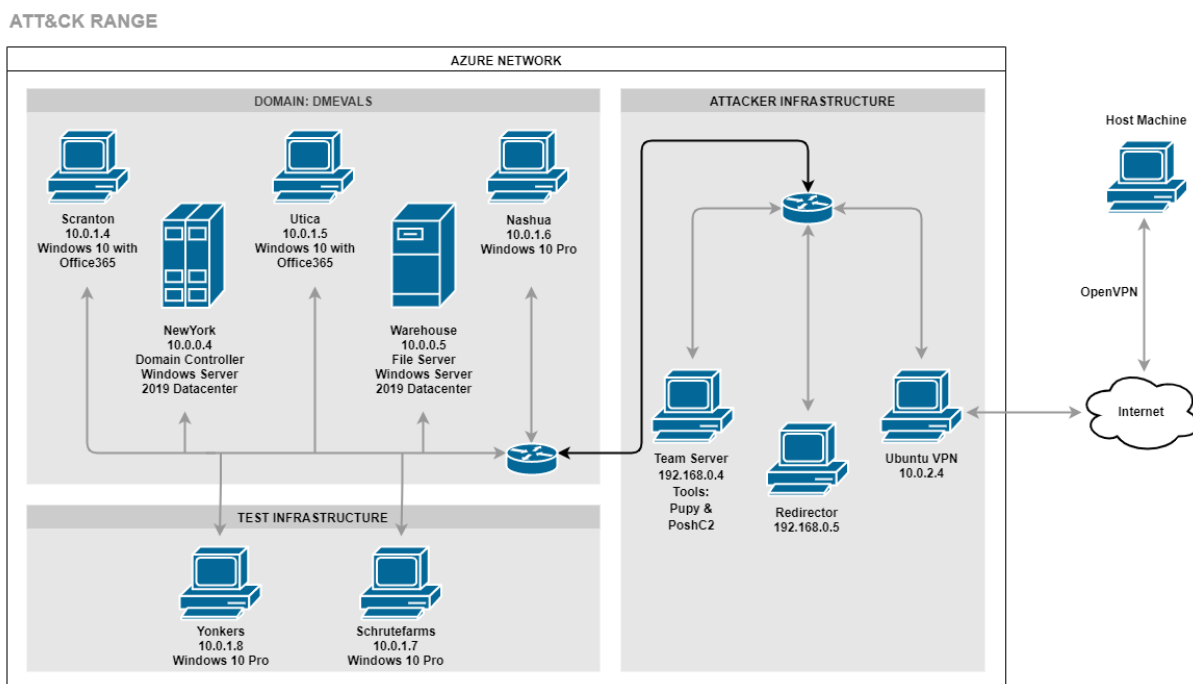 ATT&CK RANGE
AZURE NETWORK
DOMAIN: DMEVALS
Scranton
10.0.1.4
Windows 10 with
Office365
Utica
10.0.1.5
Windows 10 with
Office365
Nashua
10.0.1.6
Windows 10 Pro
NewYork
10.0.0.4
Domain Controller
Windows Server
2019 Datacenter
Warehouse
10.0.0.5
File Server
Windows Server
2019 Datacenter
TEST INFRASTRUCTURE
Yonkers
10.0.1.8
Windows 10 Pro
Schrutefarms
10.0.1.7
Windows 10 Pro
ATTACKER INFRASTRUCTURE
Team Server
192.168.0.4
Tools:
Pupy &
PoshC2
Redirector
192.168.0.5
Ubuntu VPN
10.0.2.4
Host Machine
OpenVPN
Internet